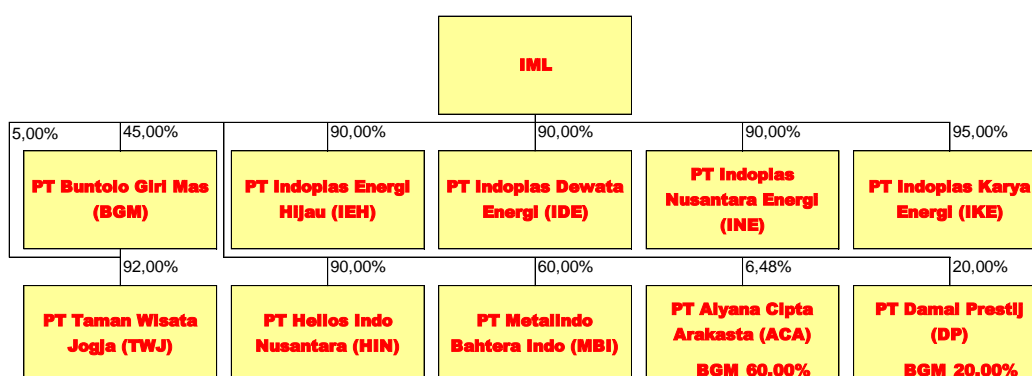 IML
5,00%
45,00%
90,00%
90,00%
90,00%
95,00%
PT Buntolo Giri Mas
(BGM)
PT Indoplas Energi
Hijau (IEH)
PT Indoplas Dewata
Energi (IDE)
PT Indoplas
Nusantara Energi
(INE)
PT Indoplas Karya
Energi (IKE)
92,00%
90,00%
60,00%
6,48%
20,00%
PT Taman Wisata
Jogja (TWJ)
PT Helios Indo
Nusantara (HIN)
PT Metalindo
Bahtera Indo (MBI)
PT Alyana Cipta
Arakasta (ACA)
BGM 60,00%
PT Damai Prestij
(DP)
BGM 20,00%